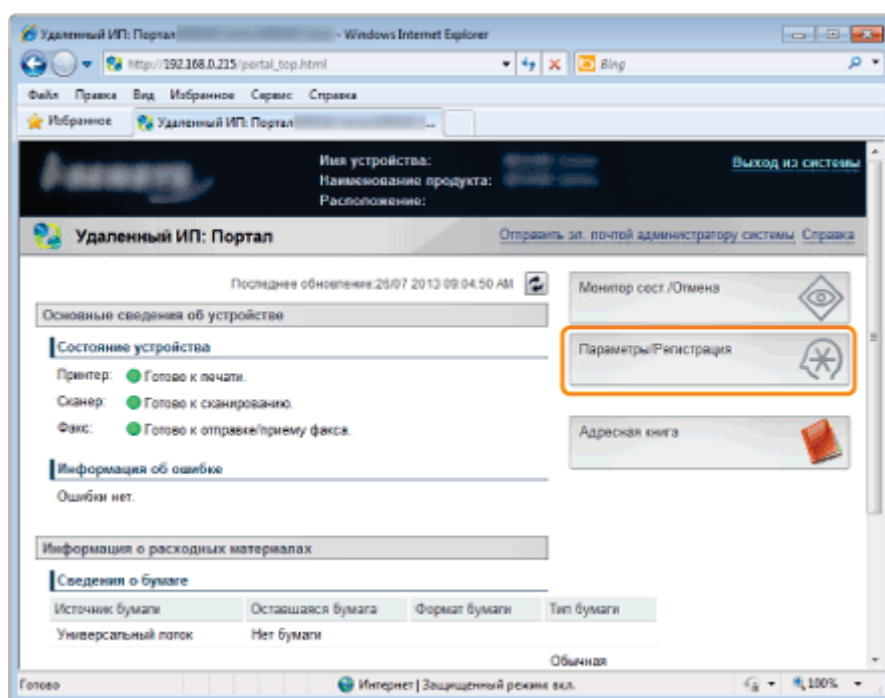 Удаленный ИП: Портал - Windows Internet Explorer
http://192.168.0.215/portal_top.html
Bing
Файл Правка Вид Избранное Сервис Справка
Избранное Удаленный ИП: Портал ...
Имя устройства:
Наименование продукта:
Расположение:
Выход из системы
Удаленный ИП: Портал
Отправить эл. почтой администратору системы Справка
Последнее обновление:26/07 2013 09:04:50 AM
Основные сведения об устройстве
Состояние устройства
Принтер: Готово к печати.
Сканер: Готово к сканированию.
Факс: Готово к отправке/приему факса.
Информация об ошибке
Ошибки нет.
Монитор сост./Отмена
Параметры/Регистрация
Адресная книга
Информация о расходных материалах
Сведения о бумаге
Источник бумаги Оставшаяся бумага Формат бумаги Тип бумаги
Универсальный лоток Нет бумаги
Обычная
Готово
Интернет | Защищенный режим вкл.
100%